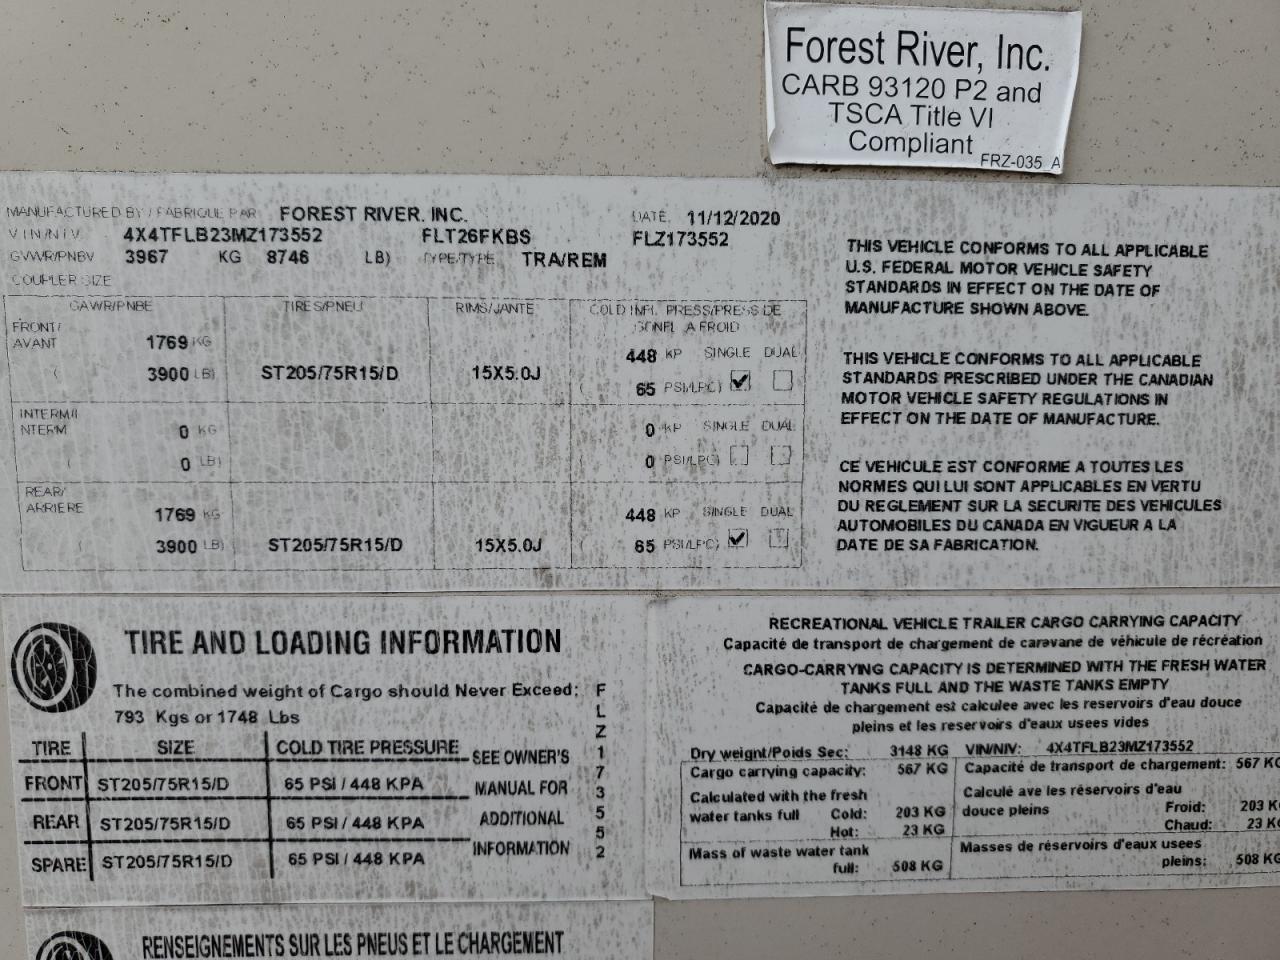 Forest River, Inc.
CARB 93120 P2 and
TSCA Title VI
Compliant
FRZ-035 A
MANUFACTURED BY / FABRIQUE PAR FOREST RIVER, INC. DATE. 11/12/2020
VIN/NIV 4X4TFLB23MZ173552 FLT26FKBS FLZ173552
GVWR/PNBV 3967 KG 8746 LB) TYPE/TYPE TRA/REM
COUPLER SIZE
GAWR/PNBE TIRES/PNEU RIMS/JANTE COLD INFL. PRESS/PRESS DE
GONFL A FROID
FRONT/
AVANT 1769 KG 448 KP SINGLE DUAL
( 3900 LB) ST205/75R15/D 15X5.0J ( 65 PSI/LPC)
INTERM/I
NTERM 0 KG 0 KP SINGLE DUAL
( 0 LB) ( 0 PSI/LPC)
REAR/
ARRIERE 1769 KG 448 KP SINGLE DUAL
( 3900 LB) ST205/75R15/D 15X5.0J ( 65 PSI/LPC)
THIS VEHICLE CONFORMS TO ALL APPLICABLE
U.S. FEDERAL MOTOR VEHICLE SAFETY
STANDARDS IN EFFECT ON THE DATE OF
MANUFACTURE SHOWN ABOVE.
THIS VEHICLE CONFORMS TO ALL APPLICABLE
STANDARDS PRESCRIBED UNDER THE CANADIAN
MOTOR VEHICLE SAFETY REGULATIONS IN
EFFECT ON THE DATE OF MANUFACTURE.
CE VEHICULE EST CONFORME A TOUTES LES
NORMES QUI LUI SONT APPLICABLES EN VERTU
DU REGLEMENT SUR LA SECURITE DES VEHICULES
AUTOMOBILES DU CANADA EN VIGUEUR A LA
DATE DE SA FABRICATION.
TIRE AND LOADING INFORMATION
The combined weight of Cargo should Never Exceed:
793 Kgs or 1748 Lbs
TIRE SIZE COLD TIRE PRESSURE
FRONT ST205/75R15/D 65 PSI / 448 KPA
REAR ST205/75R15/D 65 PSI / 448 KPA
SPARE ST205/75R15/D 65 PSI / 448 KPA
SEE OWNER'S
MANUAL FOR
ADDITIONAL
INFORMATION
F
L
Z
1
7
3
5
5
2
RECREATIONAL VEHICLE TRAILER CARGO CARRYING CAPACITY
Capacité de transport de chargement de caravane de véhicule de récréation
CARGO-CARRYING CAPACITY IS DETERMINED WITH THE FRESH WATER
TANKS FULL AND THE WASTE TANKS EMPTY
Capacité de chargement est calculee avec les reservoirs d'eau douce
pleins et les reservoirs d'eaux usees vides
Dry weignt/Poids Sec: 3148 KG VIN/NIV: 4X4TFLB23MZ173552
Cargo carrying capacity: 567 KG Capacité de transport de chargement: 567 KG
Calculated with the fresh Calculé ave les réservoirs d'eau
water tanks full Cold: 203 KG douce pleins Froid: 203 KG
Hot: 23 KG Chaud: 23 KG
Mass of waste water tank Masses de réservoirs d'eaux usees
full: 508 KG pleins: 508 KG
RENSEIGNEMENTS SUR LES PNEUS ET LE CHARGEMENT